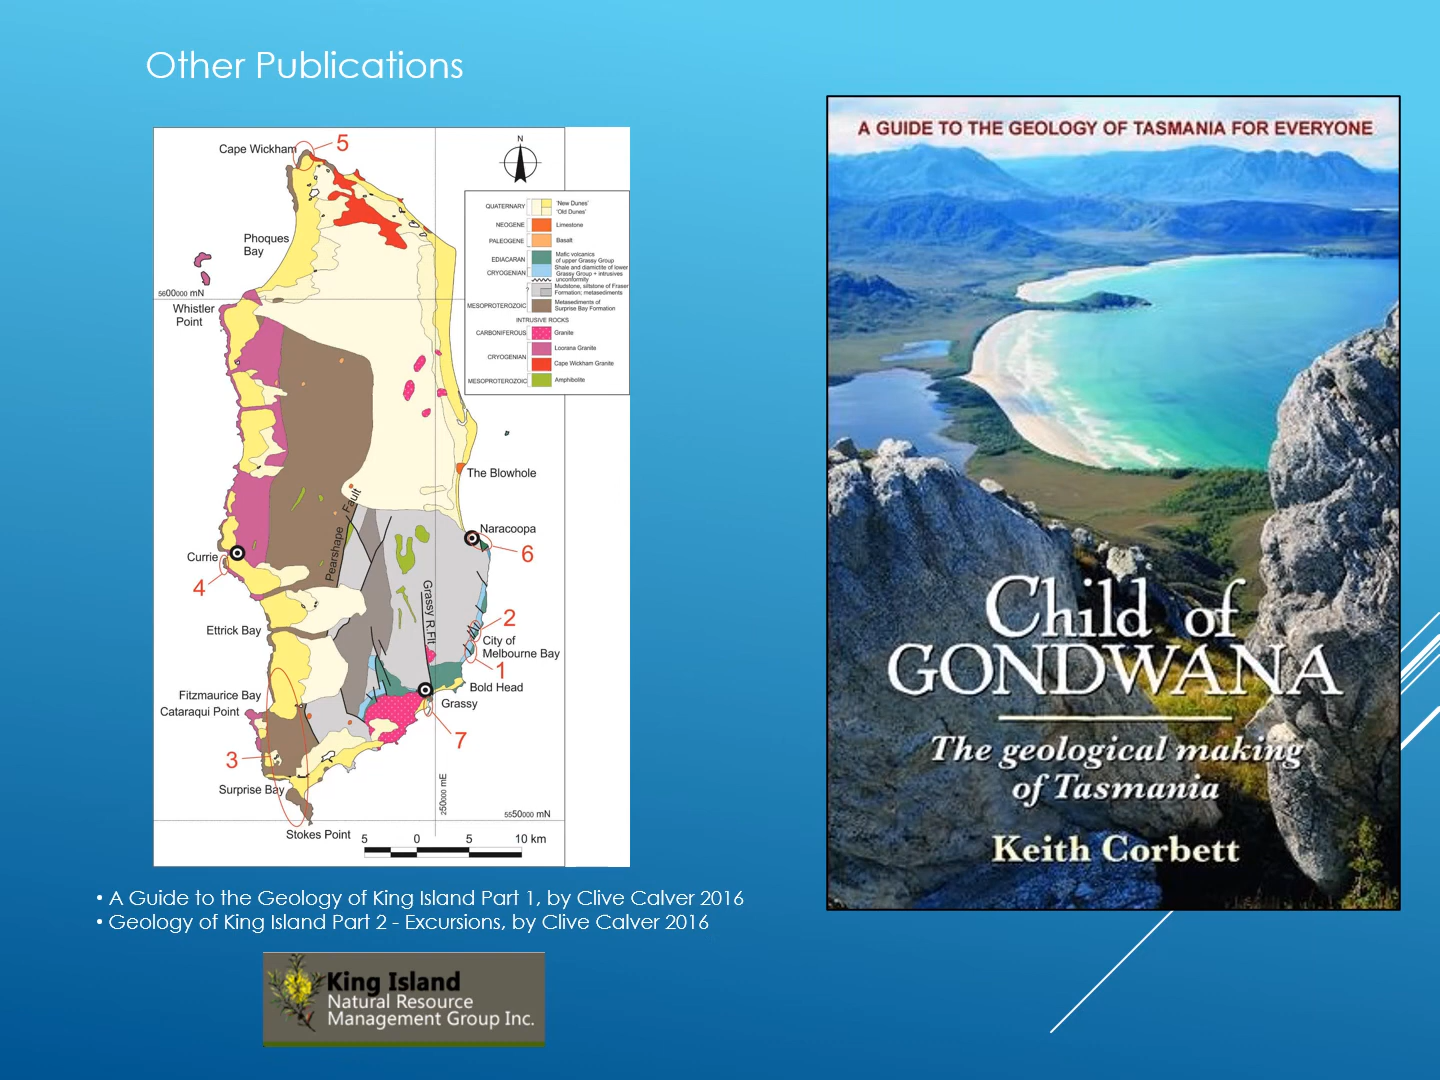 Other Publications
Cape Wickham
5
N
Phoques
Bay
5600000 mN
Whistler
Point
QUATERNARY
'New Dunes'
'Old Dunes'
NEOGENE
Limestone
PALEOGENE
Basalt
EDIACARAN
Mafic volcanics
of upper Grassy Group
CRYOGENIAN
Shale and diamictite of lower
Grassy Group + intrusives
unconformity
?
Mudstone, siltstone of Fraser
Formation; metasediments
MESOPROTEROZOIC
Metasediments of
Surprise Bay Formation
INTRUSIVE ROCKS
CARBONIFEROUS
Granite
CRYOGENIAN
Loorana Granite
Cape Wickham Granite
MESOPROTEROZOIC
Amphibolite
The Blowhole
Pearshape Fault
Naracoopa
6
Currie
4
Grassy R.Flt
2
Ettrick Bay
City of
Melbourne Bay
1
Fitzmaurice Bay
Bold Head
Cataraqui Point
Grassy
7
3
Surprise Bay
250000 mE
5550000 mN
Stokes Point
5 0 5 10 km
• A Guide to the Geology of King Island Part 1, by Clive Calver 2016
• Geology of King Island Part 2 - Excursions, by Clive Calver 2016
King Island
Natural Resource
Management Group Inc.
A GUIDE TO THE GEOLOGY OF TASMANIA FOR EVERYONE
Child of
GONDWANA
The geological making
of Tasmania
Keith Corbett